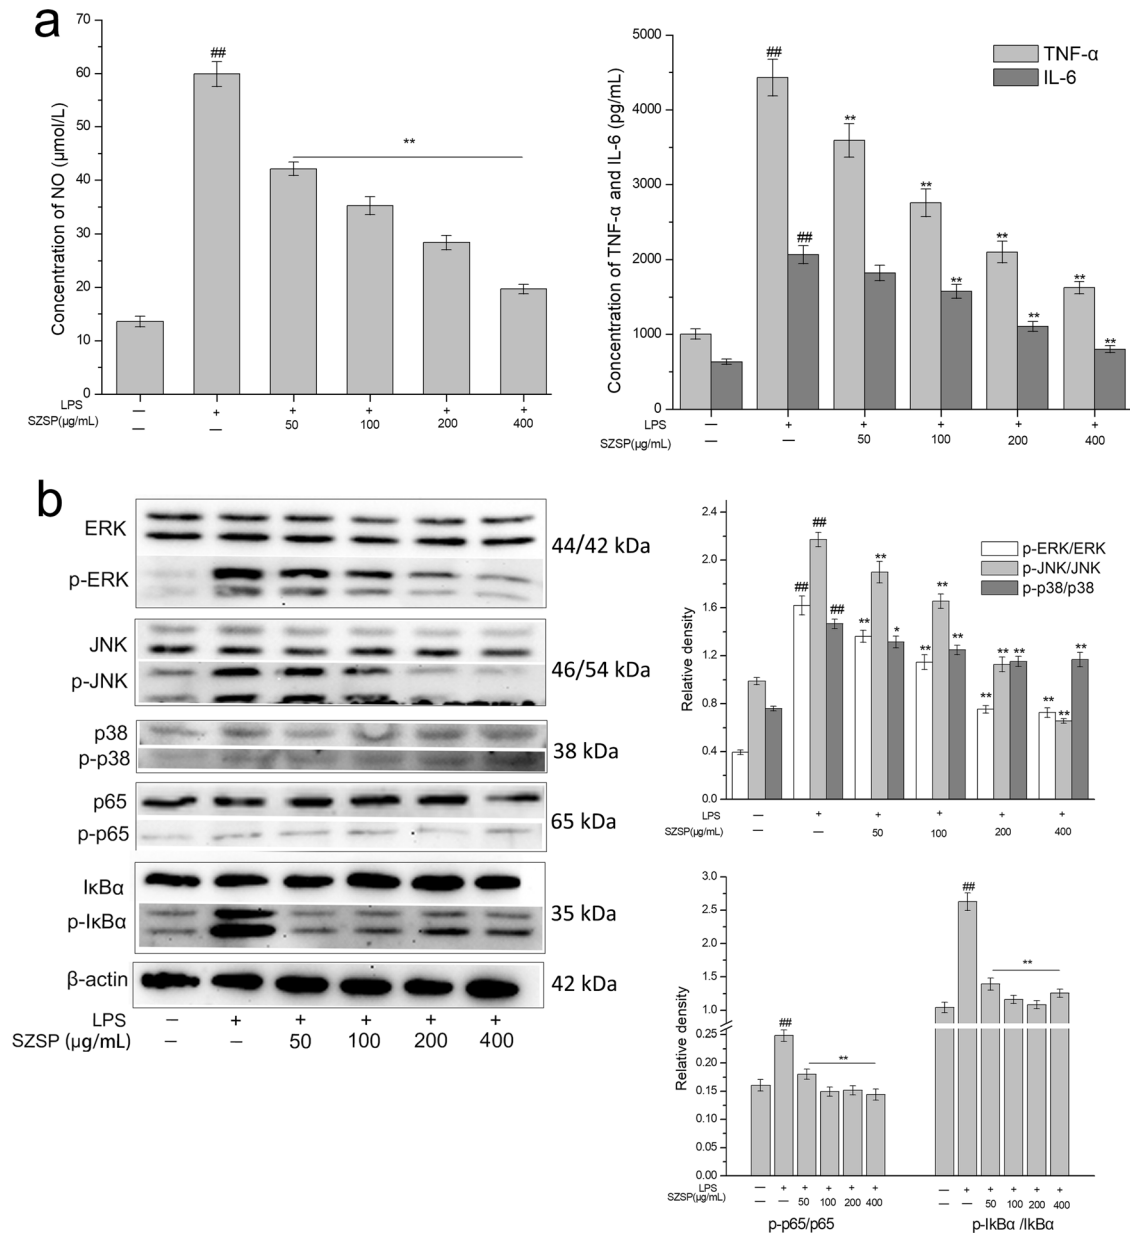 a
70
60
50
40
30
20
10
0
Concentration of NO (µmol/L)
##
**
LPS
— + + + + +
SZSP(µg/mL)
— — 50 100 200 400
5000
4000
3000
2000
1000
0
Concentration of TNF-α and IL-6 (pg/mL)
TNF-α
IL-6
##
##
**
**
**
**
**
**
**
LPS
— + + + + +
SZSP(µg/mL)
— — 50 100 200 400
b
ERK
p-ERK
44/42 kDa
JNK
p-JNK
46/54 kDa
p38
p-p38
38 kDa
p65
p-p65
65 kDa
IκBα
p-IκBα
35 kDa
β-actin
42 kDa
LPS – + + + + +
SZSP (µg/mL) – – 50 100 200 400
2.4
2.0
1.6
1.2
0.8
0.4
0.0
Relative density
p-ERK/ERK
p-JNK/JNK
p-p38/p38
##
##
##
**
**
*
**
**
**
**
** **
**
**
**
LPS
— + + + + +
SZSP(µg/mL)
— — 50 100 200 400
3.0
2.5
2.0
1.5
1.0
0.25
0.20
0.15
0.10
0.05
0.00
Relative density
##
**
##
**
LPS
— + + + + + — + + + + +
SZSP(µg/mL)
— — 50 100 200 400 — — 50 100 200 400
p-p65/p65
p-IkBα /IkBα